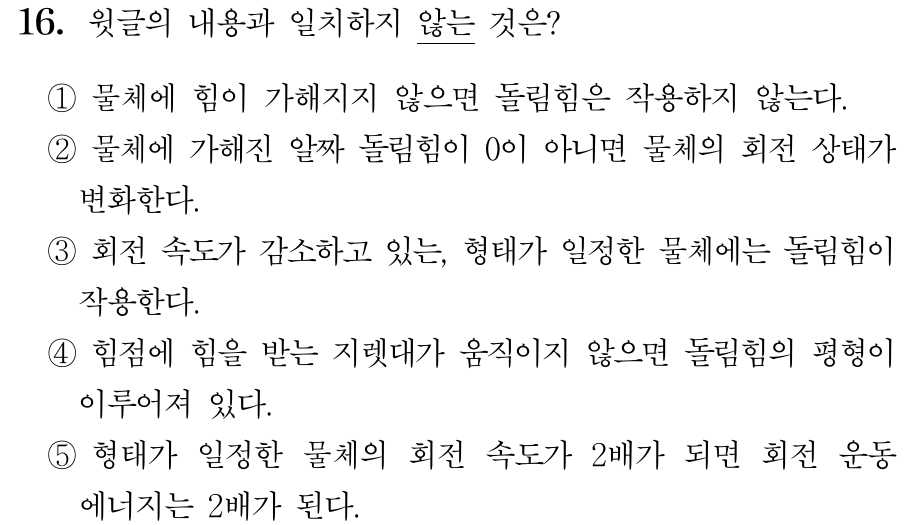 16. 윗글의 내용과 일치하지 않는 것은?
① 물체에 힘이 가해지지 않으면 돌림힘은 작용하지 않는다.
② 물체에 가해진 알짜 돌림힘이 0이 아니면 물체의 회전 상태가
변화한다.
③ 회전 속도가 감소하고 있는, 형태가 일정한 물체에는 돌림힘이
작용한다.
④ 힘점에 힘을 받는 지렛대가 움직이지 않으면 돌림힘의 평형이
이루어져 있다.
⑤ 형태가 일정한 물체의 회전 속도가 2배가 되면 회전 운동
에너지는 2배가 된다.